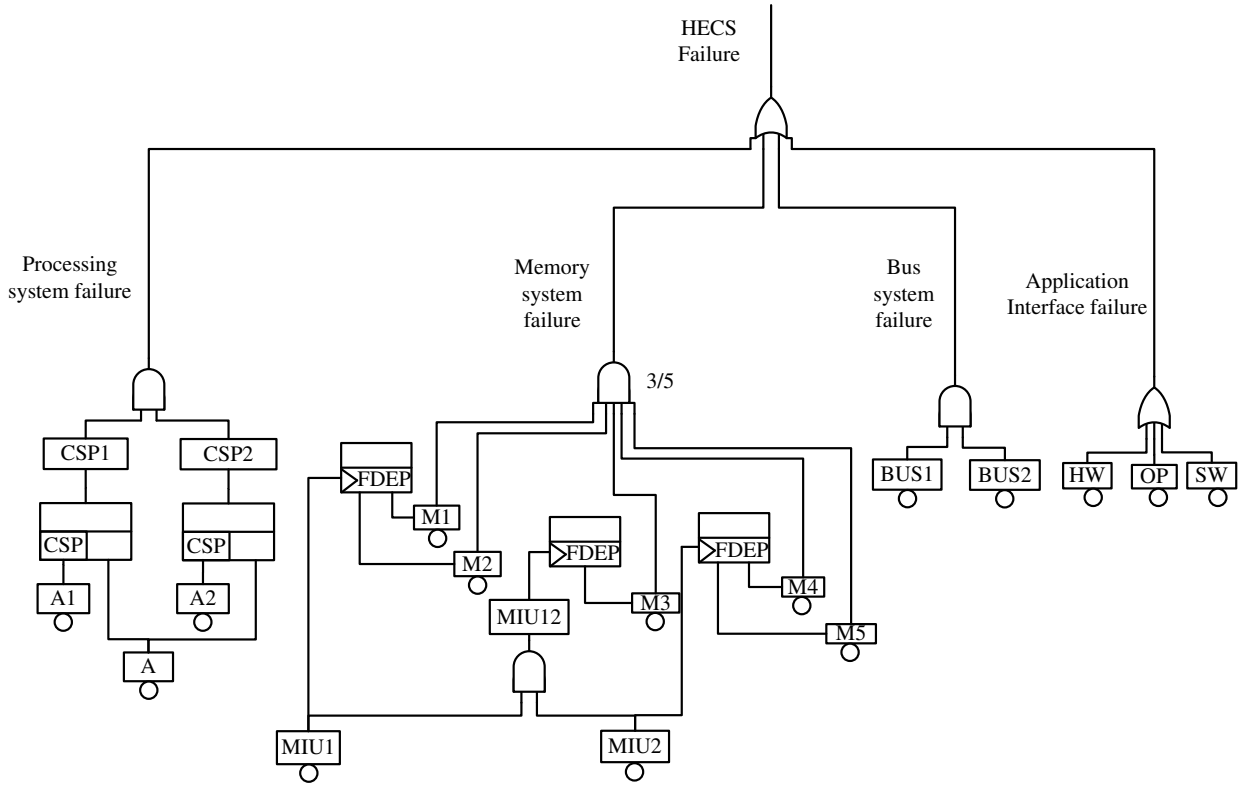 HECS
Failure
Processing
system failure
Memory
system
failure
Bus
system
failure
Application
Interface failure
3/5
CSP1
CSP2
CSP
CSP
A1
A2
A
FDEP
FDEP
FDEP
M1
M2
M3
M4
M5
MIU12
MIU1
MIU2
BUS1
BUS2
HW
OP
SW